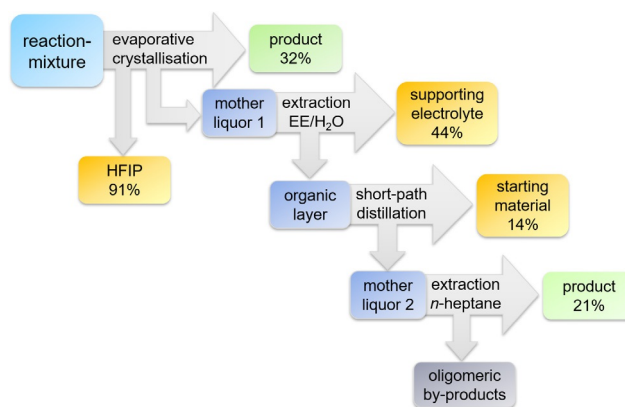 reaction-
mixture
evaporative
crystallisation
product
32%
mother
liquor 1
extraction
EE/H₂O
supporting
electrolyte
44%
HFIP
91%
organic
layer
short-path
distillation
starting
material
14%
mother
liquor 2
extraction
n-heptane
product
21%
oligomeric
by-products